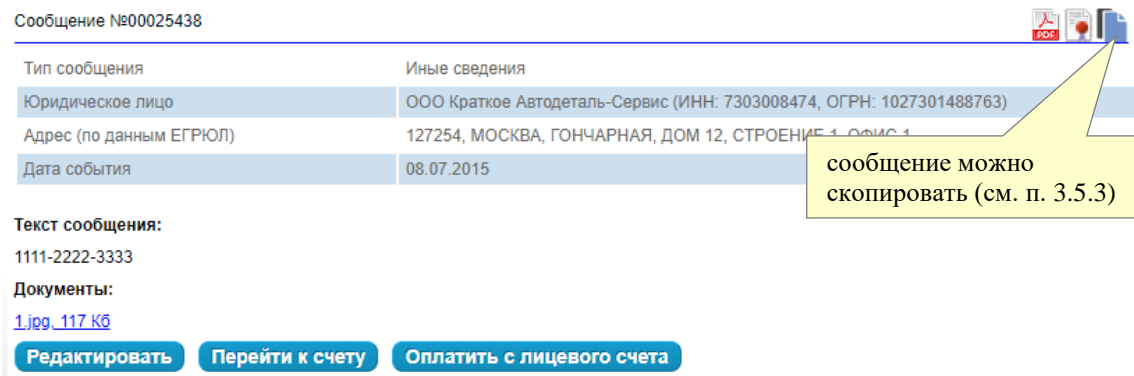 Сообщение №00025438
PDF
Тип сообщения Иные сведения
Юридическое лицо ООО Краткое Автодеталь-Сервис (ИНН: 7303008474, ОГРН: 1027301488763)
Адрес (по данным ЕГРЮЛ) 127254, МОСКВА, ГОНЧАРНАЯ, ДОМ 12, СТРОЕНИЕ 1, ОФИС 1
Дата события 08.07.2015
сообщение можно
скопировать (см. п. 3.5.3)
Текст сообщения:
1111-2222-3333
Документы:
1.jpg, 117 Кб
Редактировать Перейти к счету Оплатить с лицевого счета